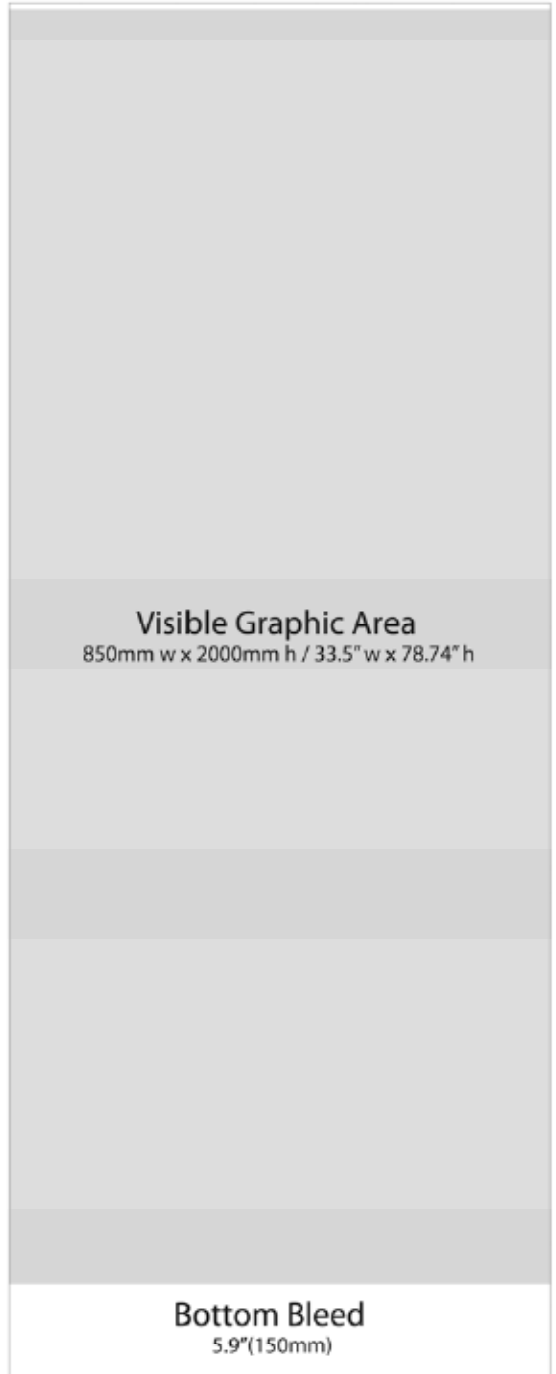 Visible Graphic Area
850mm w x 2000mm h / 33.5" w x 78.74" h
Bottom Bleed
5.9"(150mm)